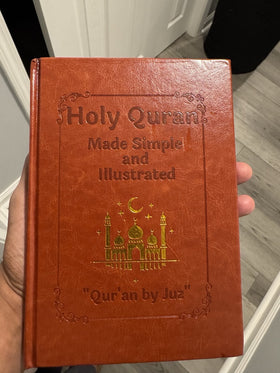 Holy Quran
Made Simple
and
Illustrated
"Qur'an by Juz"